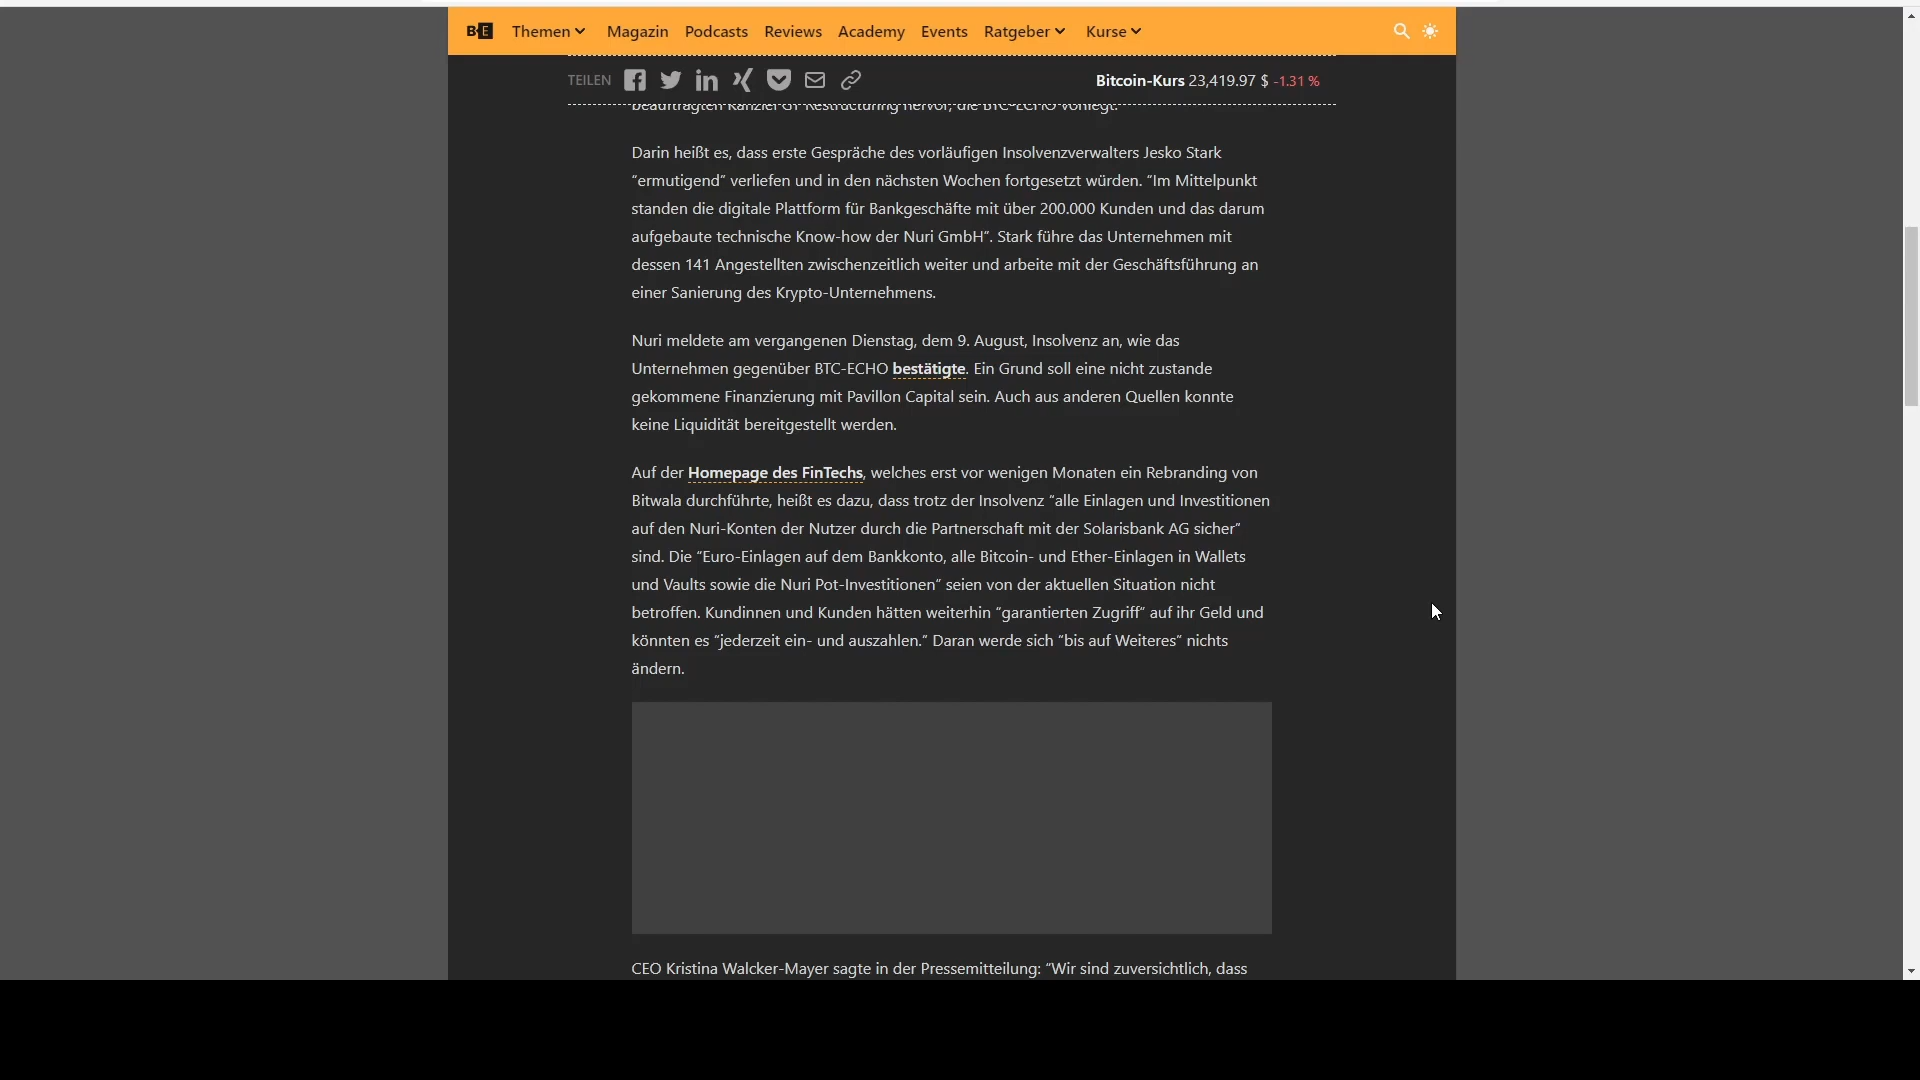 BE Themen Magazin Podcasts Reviews Academy Events Ratgeber Kurse
TEILEN Bitcoin-Kurs 23,419.97 $ -1.31 %
beauftragten Kanzlei GT Restructuring hervor, die BTC-ECHO vorliegt.
Darin heißt es, dass erste Gespräche des vorläufigen Insolvenzverwalters Jesko Stark
“ermutigend” verliefen und in den nächsten Wochen fortgesetzt würden. “Im Mittelpunkt
standen die digitale Plattform für Bankgeschäfte mit über 200.000 Kunden und das darum
aufgebaute technische Know-how der Nuri GmbH”. Stark führe das Unternehmen mit
dessen 141 Angestellten zwischenzeitlich weiter und arbeite mit der Geschäftsführung an
einer Sanierung des Krypto-Unternehmens.
Nuri meldete am vergangenen Dienstag, dem 9. August, Insolvenz an, wie das
Unternehmen gegenüber BTC-ECHO bestätigte. Ein Grund soll eine nicht zustande
gekommene Finanzierung mit Pavillon Capital sein. Auch aus anderen Quellen konnte
keine Liquidität bereitgestellt werden.
Auf der Homepage des FinTechs, welches erst vor wenigen Monaten ein Rebranding von
Bitwala durchführte, heißt es dazu, dass trotz der Insolvenz “alle Einlagen und Investitionen
auf den Nuri-Konten der Nutzer durch die Partnerschaft mit der Solarisbank AG sicher”
sind. Die “Euro-Einlagen auf dem Bankkonto, alle Bitcoin- und Ether-Einlagen in Wallets
und Vaults sowie die Nuri Pot-Investitionen” seien von der aktuellen Situation nicht
betroffen. Kundinnen und Kunden hätten weiterhin “garantierten Zugriff” auf ihr Geld und
könnten es “jederzeit ein- und auszahlen.” Daran werde sich “bis auf Weiteres” nichts
ändern.
CEO Kristina Walcker-Mayer sagte in der Pressemitteilung: “Wir sind zuversichtlich, dass